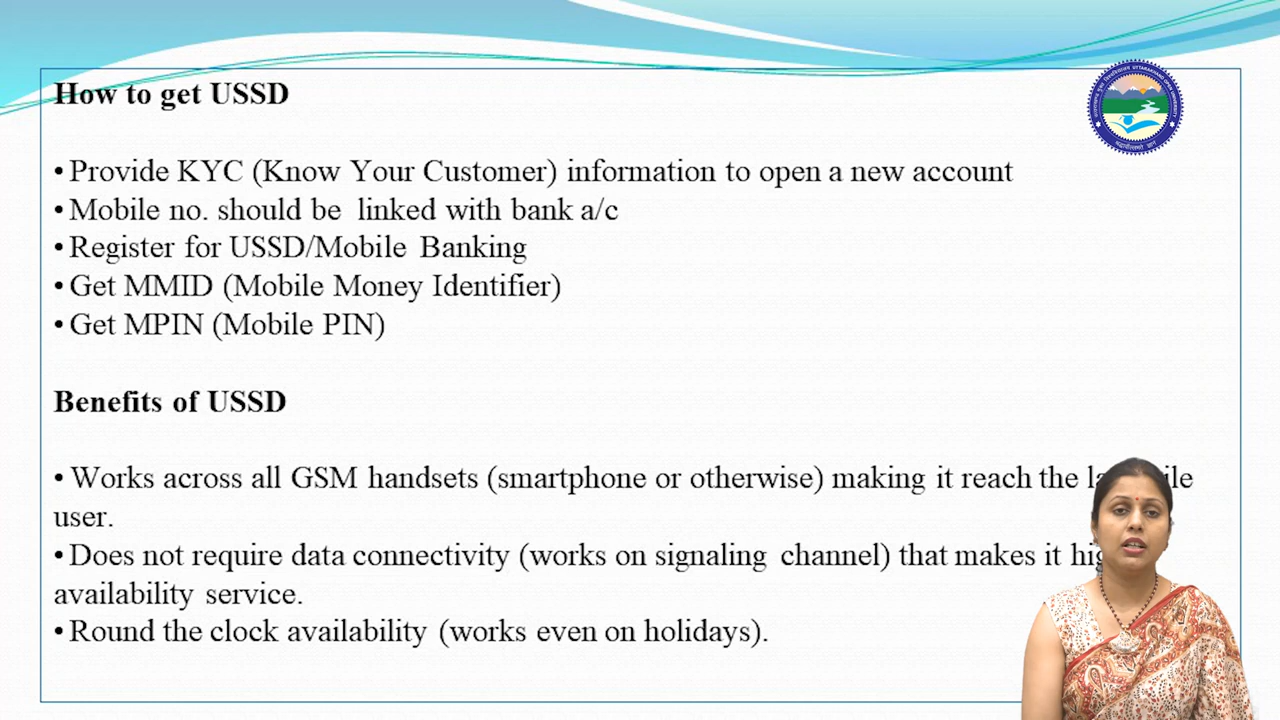 How to get USSD
• Provide KYC (Know Your Customer) information to open a new account
• Mobile no. should be linked with bank a/c
• Register for USSD/Mobile Banking
• Get MMID (Mobile Money Identifier)
• Get MPIN (Mobile PIN)
Benefits of USSD
• Works across all GSM handsets (smartphone or otherwise) making it reach the
user.
• Does not require data connectivity (works on signaling channel) that makes it
availability service.
• Round the clock availability (works even on holidays).